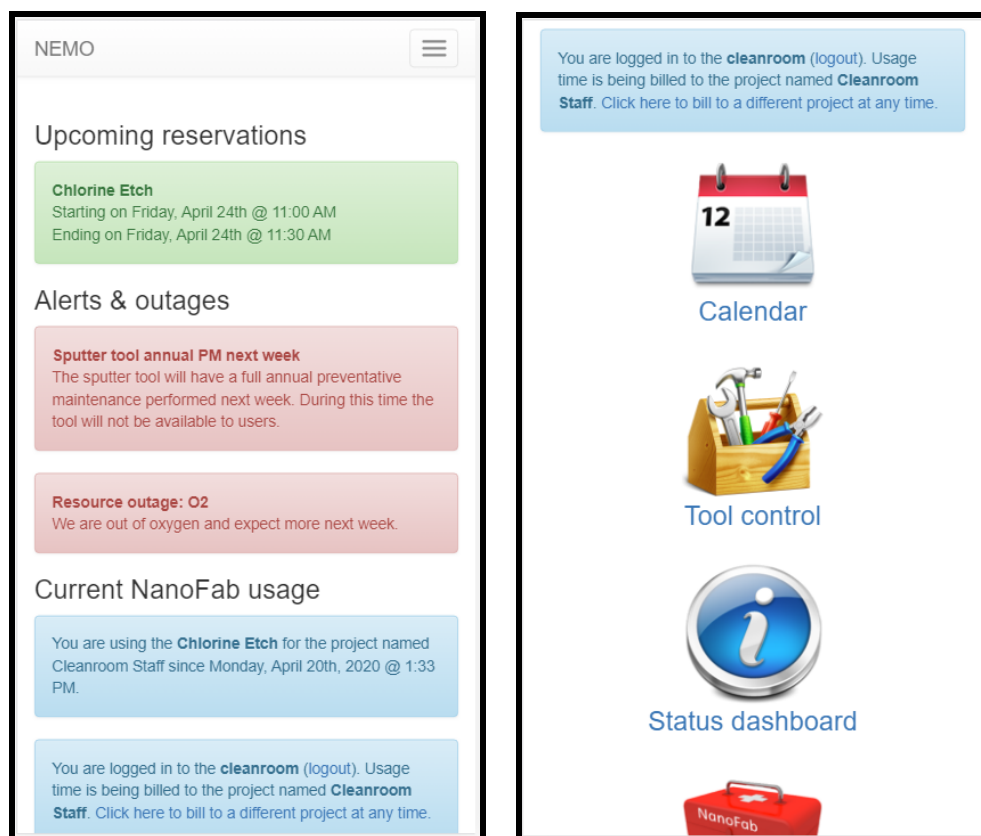 NEMO
Upcoming reservations
Chlorine Etch
Starting on Friday, April 24th @ 11:00 AM
Ending on Friday, April 24th @ 11:30 AM
Alerts & outages
Sputter tool annual PM next week
The sputter tool will have a full annual preventative
maintenance performed next week. During this time the
tool will not be available to users.
Resource outage: O2
We are out of oxygen and expect more next week.
Current NanoFab usage
You are using the Chlorine Etch for the project named
Cleanroom Staff since Monday, April 20th, 2020 @ 1:33
PM.
You are logged in to the cleanroom (logout). Usage
time is being billed to the project named Cleanroom
Staff. Click here to bill to a different project at any time.
You are logged in to the cleanroom (logout). Usage
time is being billed to the project named Cleanroom
Staff. Click here to bill to a different project at any time.
12
Calendar
Tool control
i
Status dashboard
NanoFab